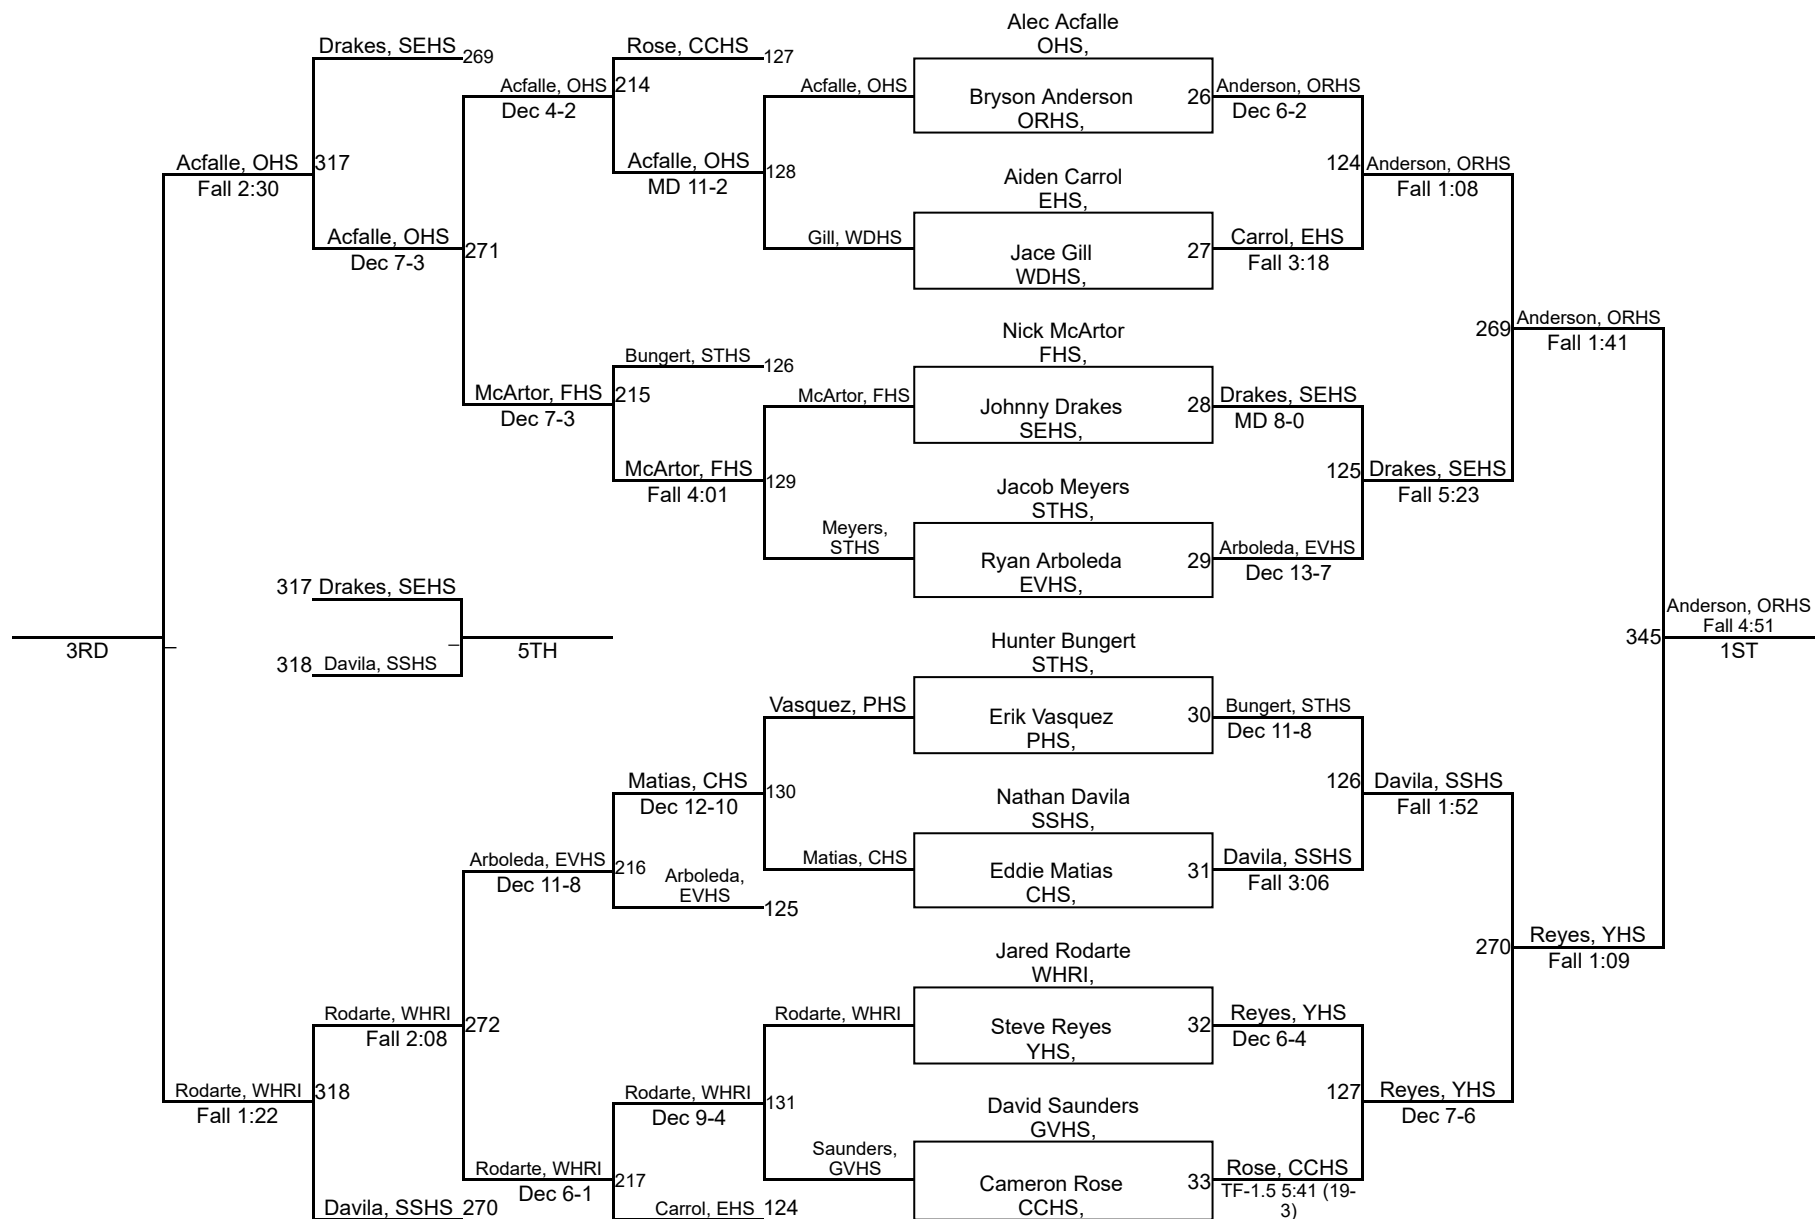 Alec Acfalle
OHS,
Drakes, SEHS
269
Rose, CCHS
127
Acfalle, OHS
214
Dec 4-2
Acfalle, OHS
Bryson Anderson
ORHS,
26
Anderson, ORHS
Dec 6-2
Acfalle, OHS
317
Fall 2:30
Acfalle, OHS
128
MD 11-2
Aiden Carrol
EHS,
124
Anderson, ORHS
Fall 1:08
Acfalle, OHS
271
Dec 7-3
Gill, WDHS
Jace Gill
WDHS,
27
Carrol, EHS
Fall 3:18
Nick McArtor
FHS,
269
Anderson, ORHS
Fall 1:41
Bungert, STHS
126
McArtor, FHS
215
Dec 7-3
McArtor, FHS
Johnny Drakes
SEHS,
28
Drakes, SEHS
MD 8-0
McArtor, FHS
129
Fall 4:01
Jacob Meyers
STHS,
125
Drakes, SEHS
Fall 5:23
Meyers,
STHS
Ryan Arboleda
EVHS,
29
Arboleda, EVHS
Dec 13-7
317 Drakes, SEHS
3RD
–
–
5TH
318 Davila, SSHS
Hunter Bungert
STHS,
345
Anderson, ORHS
Fall 4:51
1ST
Vasquez, PHS
Erik Vasquez
PHS,
30
Bungert, STHS
Dec 11-8
Matias, CHS
130
Dec 12-10
Nathan Davila
SSHS,
126
Davila, SSHS
Fall 1:52
Arboleda, EVHS
216
Dec 11-8
Arboleda,
EVHS
125
Matias, CHS
Eddie Matias
CHS,
31
Davila, SSHS
Fall 3:06
Jared Rodarte
WHRI,
270
Reyes, YHS
Fall 1:09
Rodarte, WHRI
272
Fall 2:08
Rodarte, WHRI
Steve Reyes
YHS,
32
Reyes, YHS
Dec 6-4
Rodarte, WHRI
318
Fall 1:22
Rodarte, WHRI
131
Dec 9-4
David Saunders
GVHS,
127
Reyes, YHS
Dec 7-6
Rodarte, WHRI
217
Dec 6-1
Saunders,
GVHS
Cameron Rose
CCHS,
33
Rose, CCHS
TF-1.5 5:41 (19-
3)
Davila, SSHS 270
Carrol, EHS 124